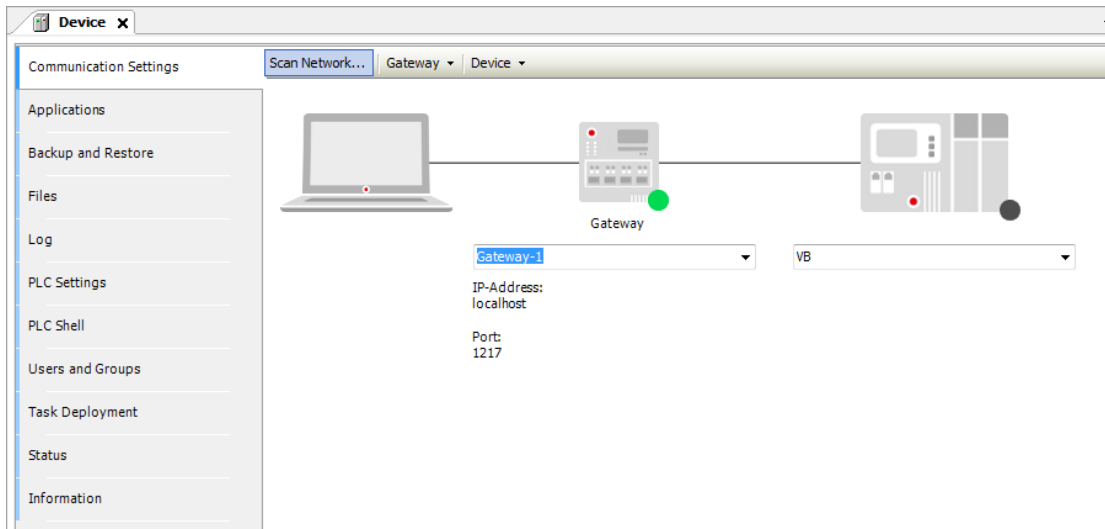 Device
Communication Settings
Applications
Backup and Restore
Files
Log
PLC Settings
PLC Shell
Users and Groups
Task Deployment
Status
Information
Scan Network... Gateway Device
Gateway
Gateway-1
IP-Address:
localhost
Port:
1217
VB